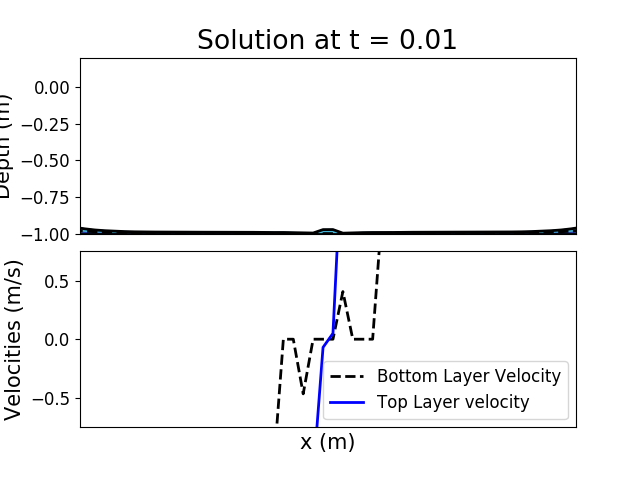 Solution at t = 0.01
Depth (m)
0.00
−0.25
−0.50
−0.75
−1.00
Velocities (m/s)
0.5
0.0
−0.5
Bottom Layer Velocity
Top Layer velocity
x (m)